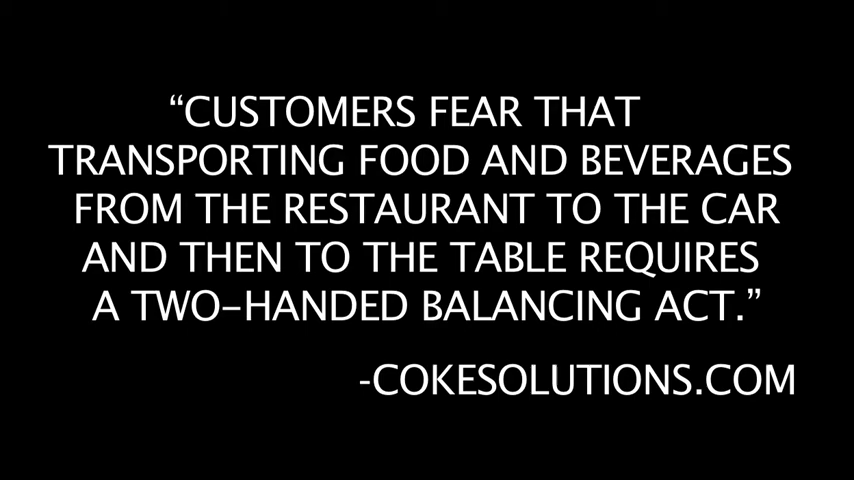 “CUSTOMERS FEAR THAT
TRANSPORTING FOOD AND BEVERAGES
FROM THE RESTAURANT TO THE CAR
AND THEN TO THE TABLE REQUIRES
A TWO–HANDED BALANCING ACT.”
-COKESOLUTIONS.COM